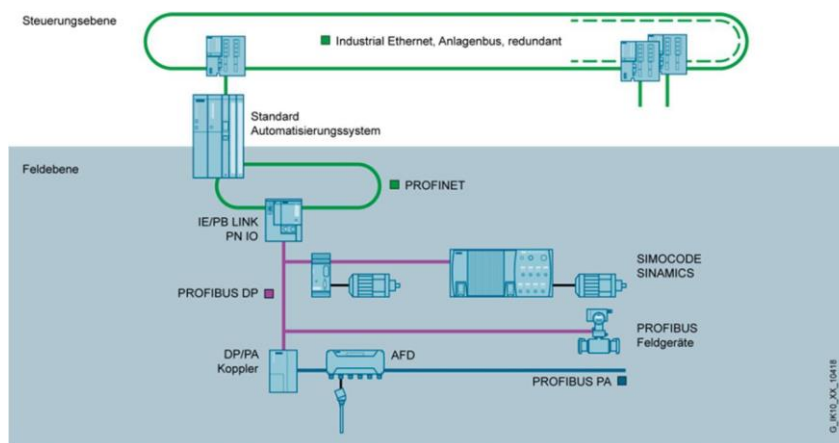 Steuerungsebene
Industrial Ethernet, Anlagenbus, redundant
Standard
Automatisierungssystem
Feldebene
PROFINET
IE/PB LINK
PN IO
SIMOCODE
SINAMICS
PROFIBUS DP
PROFIBUS
Feldgeräte
DP/PA
Koppler
AFD
PROFIBUS PA
G_IK10_XX_10418